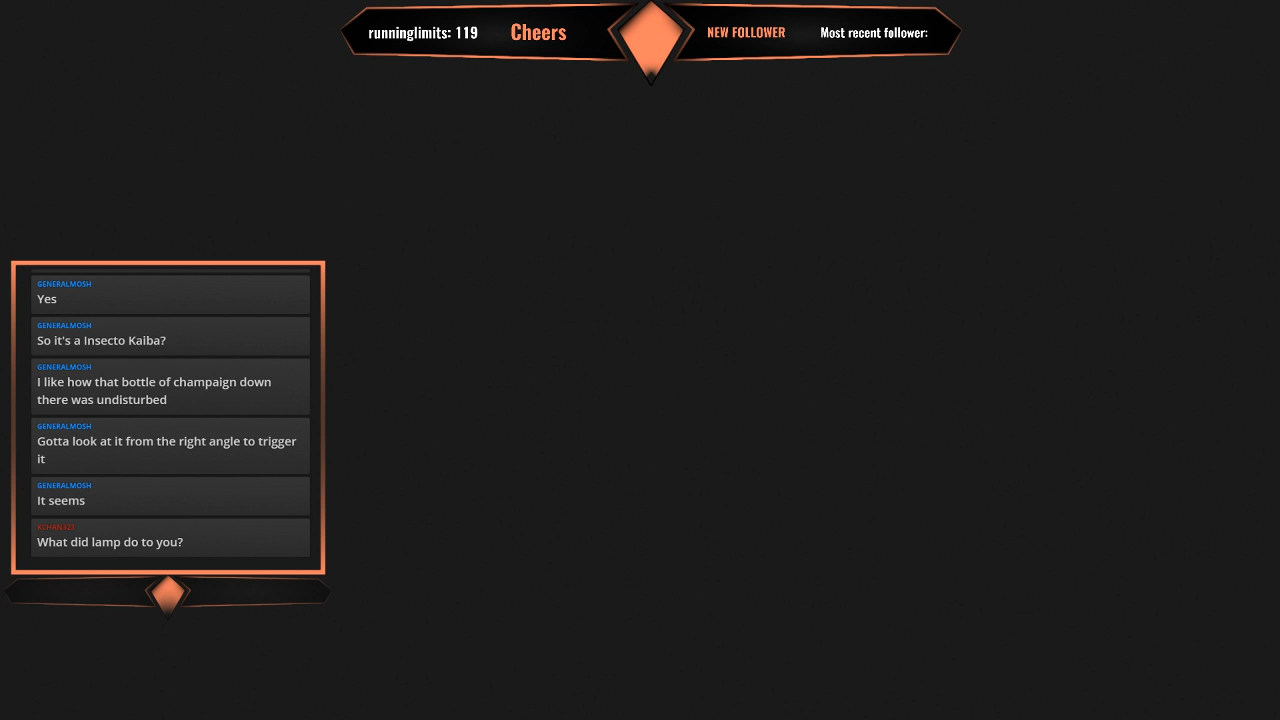 runninglimits: 119
Cheers
NEW FOLLOWER
Most recent follower:
GENERALMOSH
Yes
GENERALMOSH
So it's a Insecto Kaiba?
GENERALMOSH
I like how that bottle of champaign down
there was undisturbed
GENERALMOSH
Gotta look at it from the right angle to trigger
it
GENERALMOSH
It seems
What did lamp do to you?